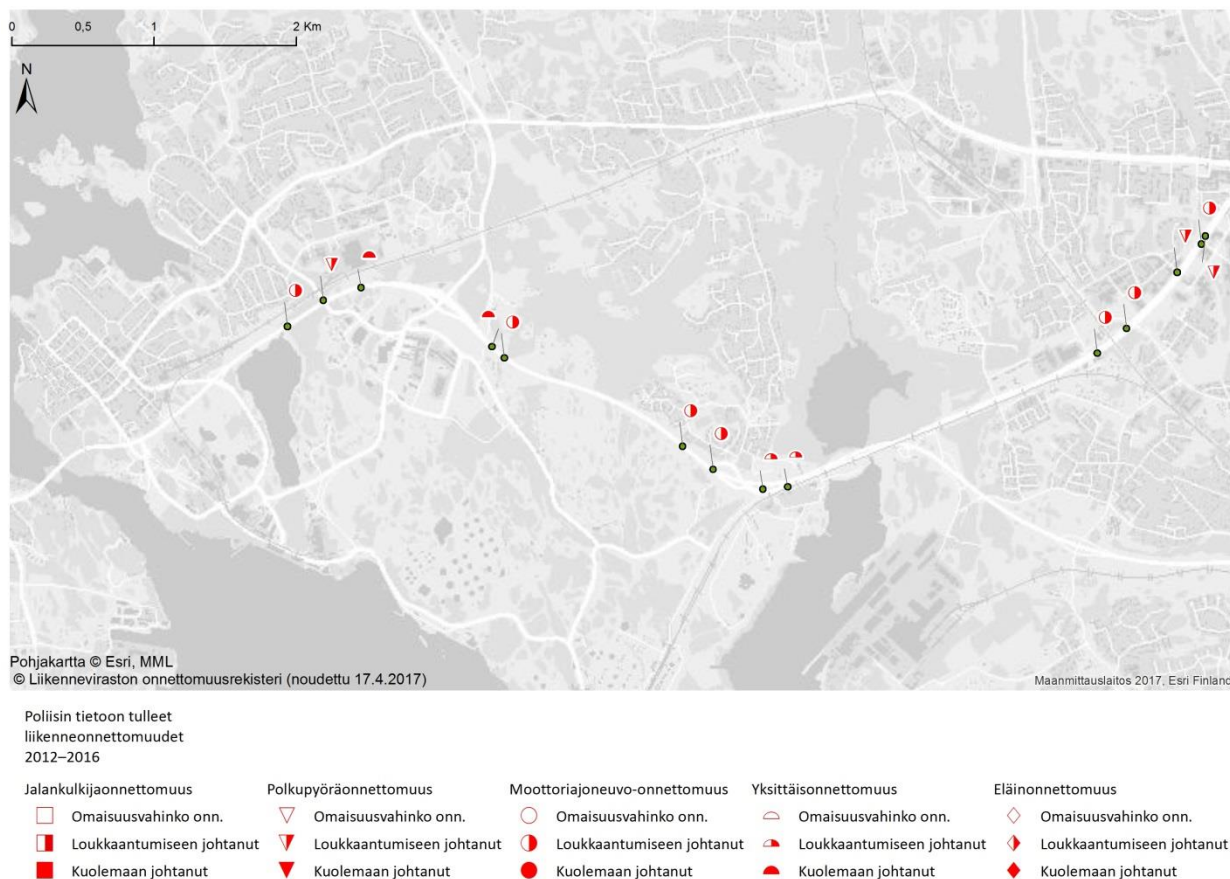 0 0,5 1 2 Km
N
Pohjakartta © Esri, MML
© Liikenneviraston onnettomuusrekisteri (noudettu 17.4.2017)
Maanmittauslaitos 2017, Esri Finland
Poliisin tietoon tulleet
liikenneonnettomuudet
2012–2016
Jalankulkijaonnettomuus
Omaisuusvahinko onn.
Loukkaantumiseen johtanut
Kuolemaan johtanut
Polkupyöräonnettomuus
Omaisuusvahinko onn.
Loukkaantumiseen johtanut
Kuolemaan johtanut
Moottoriajoneuvo-onnettomuus
Omaisuusvahinko onn.
Loukkaantumiseen johtanut
Kuolemaan johtanut
Yksittäisonnettomuus
Omaisuusvahinko onn.
Loukkaantumiseen johtanut
Kuolemaan johtanut
Eläinonnettomuus
Omaisuusvahinko onn.
Loukkaantumiseen johtanut
Kuolemaan johtanut